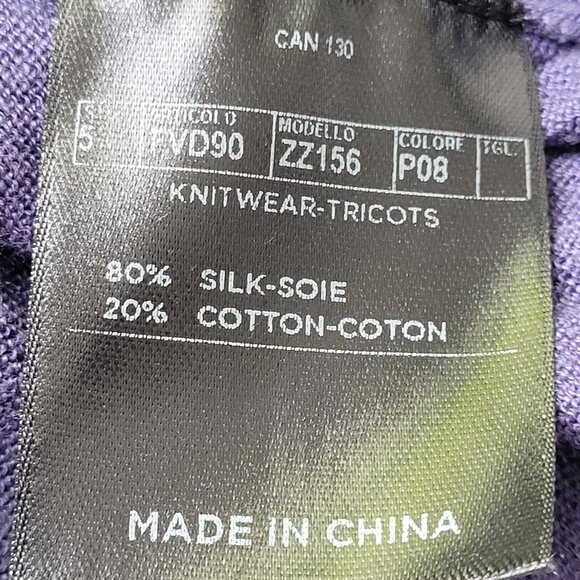 CAN 130
ARTICOLO MODELLO COLORE TGL.
5 FVD90 ZZ156 P08
KNITWEAR-TRICOTS
80% SILK-SOIE
20% COTTON-COTON
MADE IN CHINA